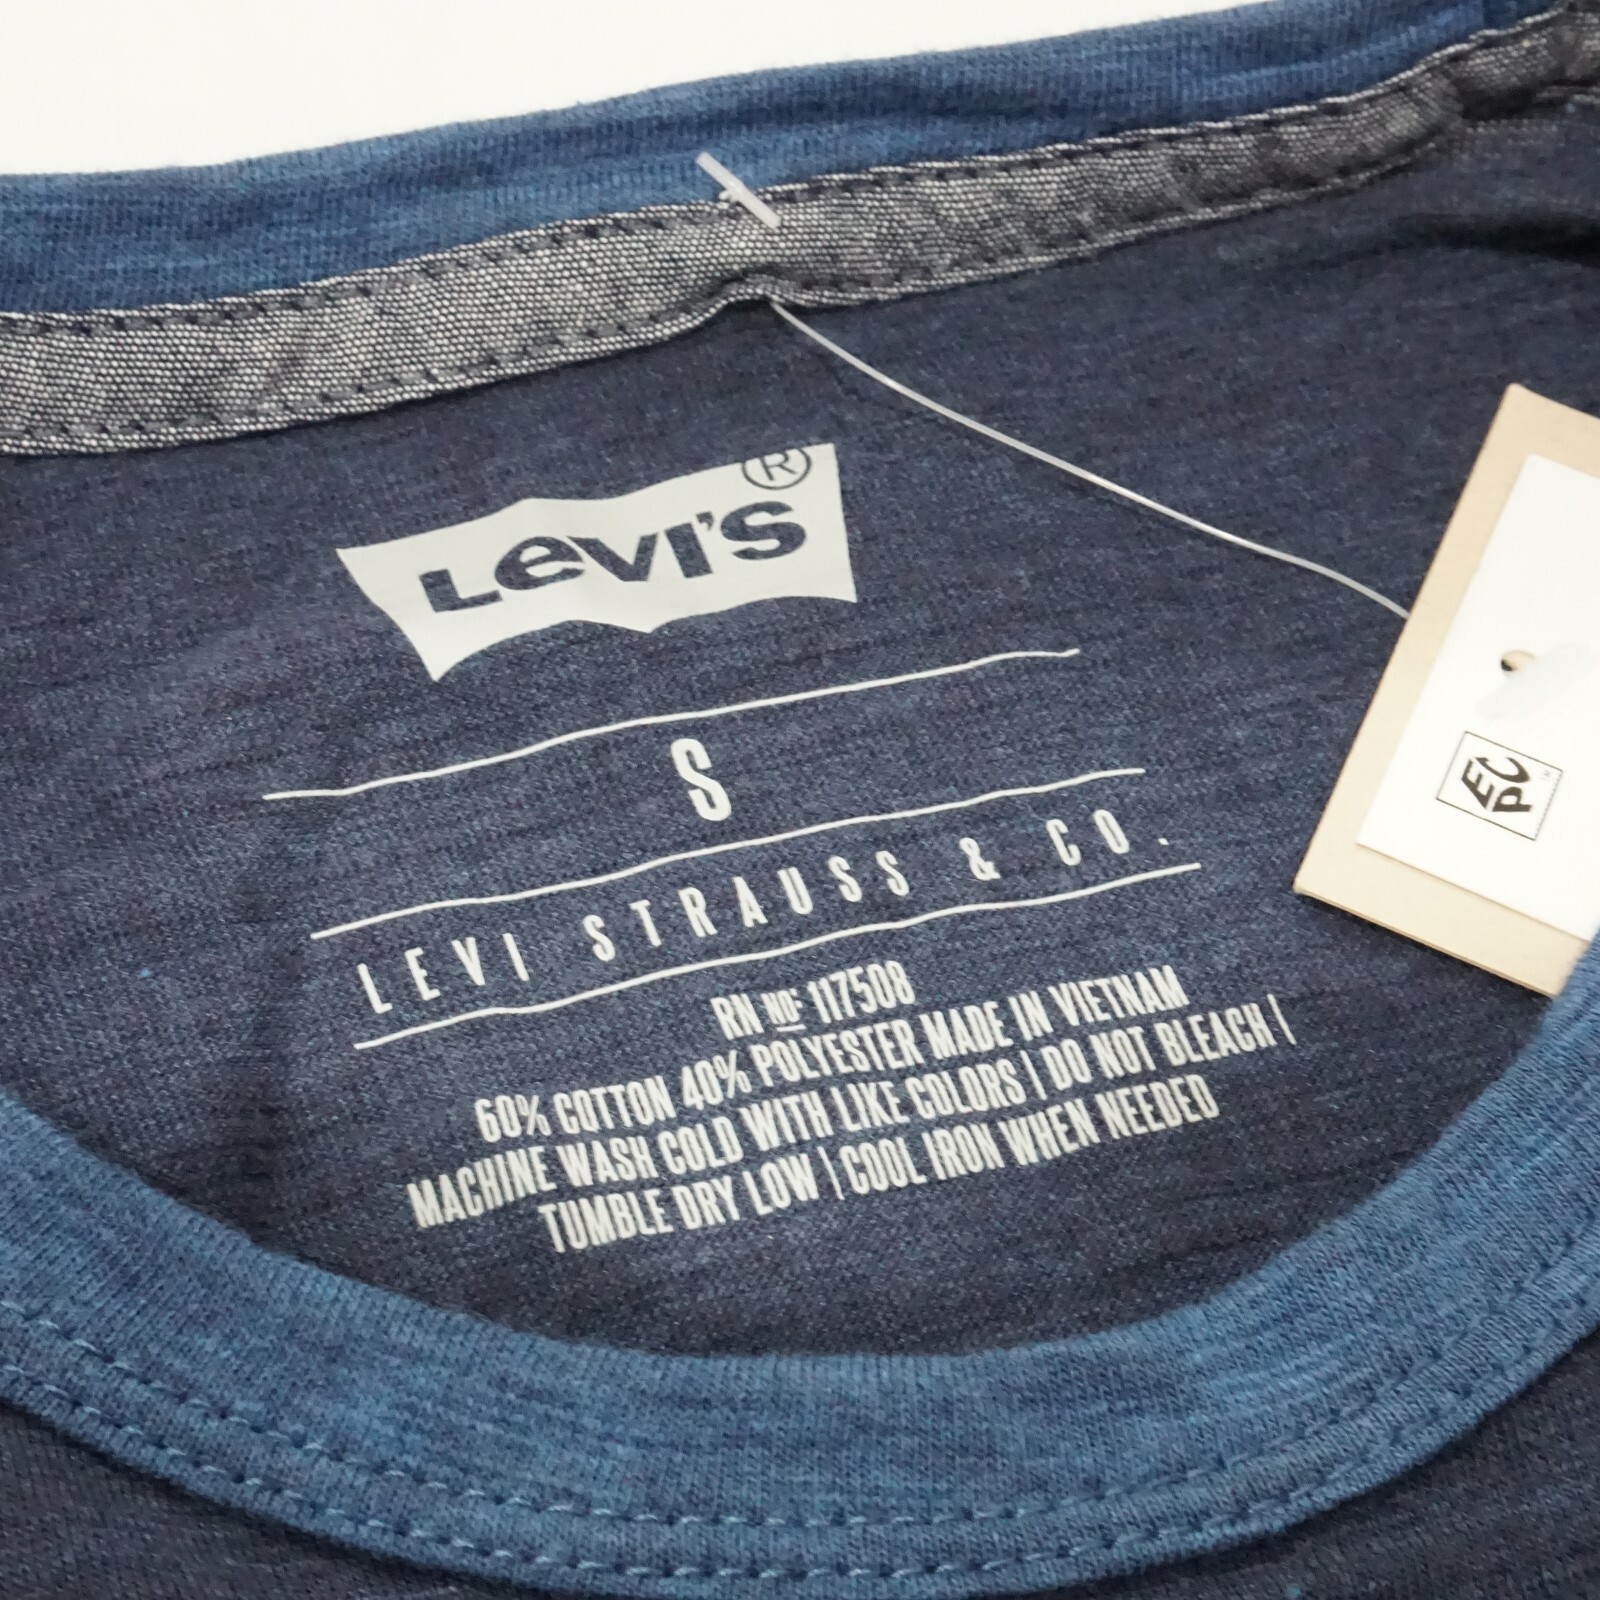 LEVI'S®
S
LEVI STRAUSS & CO.
RN No: 117508
60% COTTON 40% POLYESTER MADE IN VIETNAM
MACHINE WASH COLD WITH LIKE COLORS | DO NOT BLEACH |
TUMBLE DRY LOW | COOL IRON WHEN NEEDED
EC
PC™